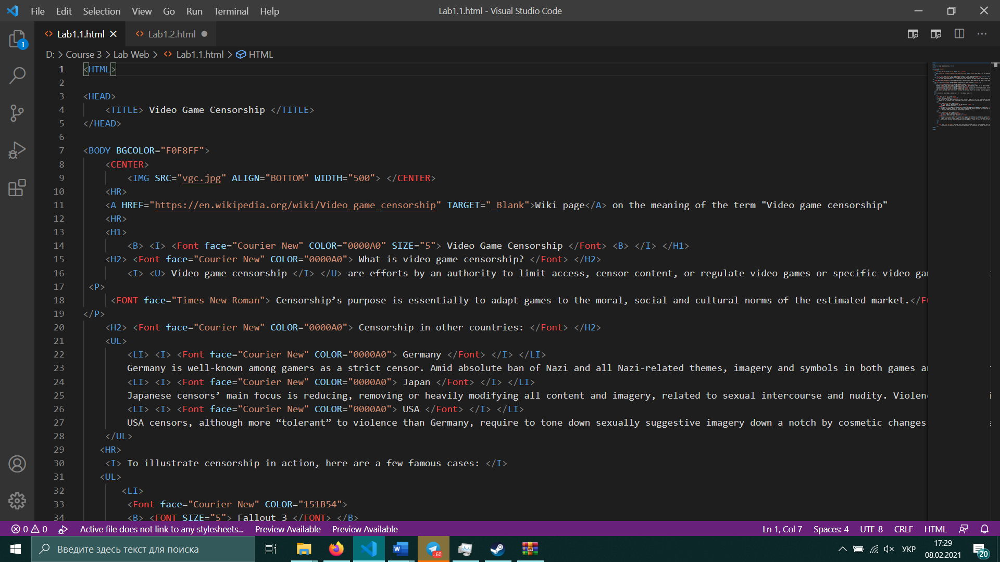 File Edit Selection View Go Run Terminal Help
Lab1.1.html - Visual Studio Code
Lab1.1.html
Lab1.2.html
1
D: > Course 3 > Lab Web > Lab1.1.html > HTML
1 <HTML>
2
3 <HEAD>
4 <TITLE> Video Game Censorship </TITLE>
5 </HEAD>
6
7 <BODY BGCOLOR="F0F8FF">
8 <CENTER>
9 <IMG SRC="vgc.jpg" ALIGN="BOTTOM" WIDTH="500"> </CENTER>
10 <HR>
11 <A HREF="https://en.wikipedia.org/wiki/Video_game_censorship" TARGET="_Blank">Wiki page</A> on the meaning of the term "Video game censorship"
12 <HR>
13 <H1>
14 <B> <I> <Font face="Courier New" COLOR="0000A0" SIZE="5"> Video Game Censorship </Font> <B> </I> </H1>
15 <H2> <Font face="Courier New" COLOR="0000A0"> What is video game censorship? </Font> </H2>
16 <I> <U> Video game censorship </I> </U> are efforts by an authority to limit access, censor content, or regulate video games or specific video
17 <P>
18 <FONT face="Times New Roman"> Censorship’s purpose is essentially to adapt games to the moral, social and cultural norms of the estimated market.
19 </P>
20 <H2> <Font face="Courier New" COLOR="0000A0"> Censorship in other countries: </Font> </H2>
21 <UL>
22 <LI> <I> <Font face="Courier New" COLOR="0000A0"> Germany </Font> </I> </LI>
23 Germany is well-known among gamers as a strict censor. Amid absolute ban of Nazi and all Nazi-related themes, imagery and symbols in both games
24 <LI> <I> <Font face="Courier New" COLOR="0000A0"> Japan </Font> </I> </LI>
25 Japanese censors’ main focus is reducing, removing or heavily modifying all content and imagery, related to sexual intercourse and nudity.
26 <LI> <I> <Font face="Courier New" COLOR="0000A0"> USA </Font> </I> </LI>
27 USA censors, although more “tolerant” to violence than Germany, require to tone down sexually suggestive imagery down a notch by cosmetic changes
28 </UL>
29 <HR>
30 <I> To illustrate censorship in action, here are a few famous cases: </I>
31 <UL>
32 <LI>
33 <Font face="Courier New" COLOR="151B54">
34 <B> <FONT SIZE="5"> Fallout 3 </FONT> </B>
0 0 Active file does not link to any stylesheets... Preview Available Preview Available Ln 1, Col 7 Spaces: 4 UTF-8 CRLF HTML
Введите здесь текст для поиска
..60
УКР
17:29
08.02.2021
20